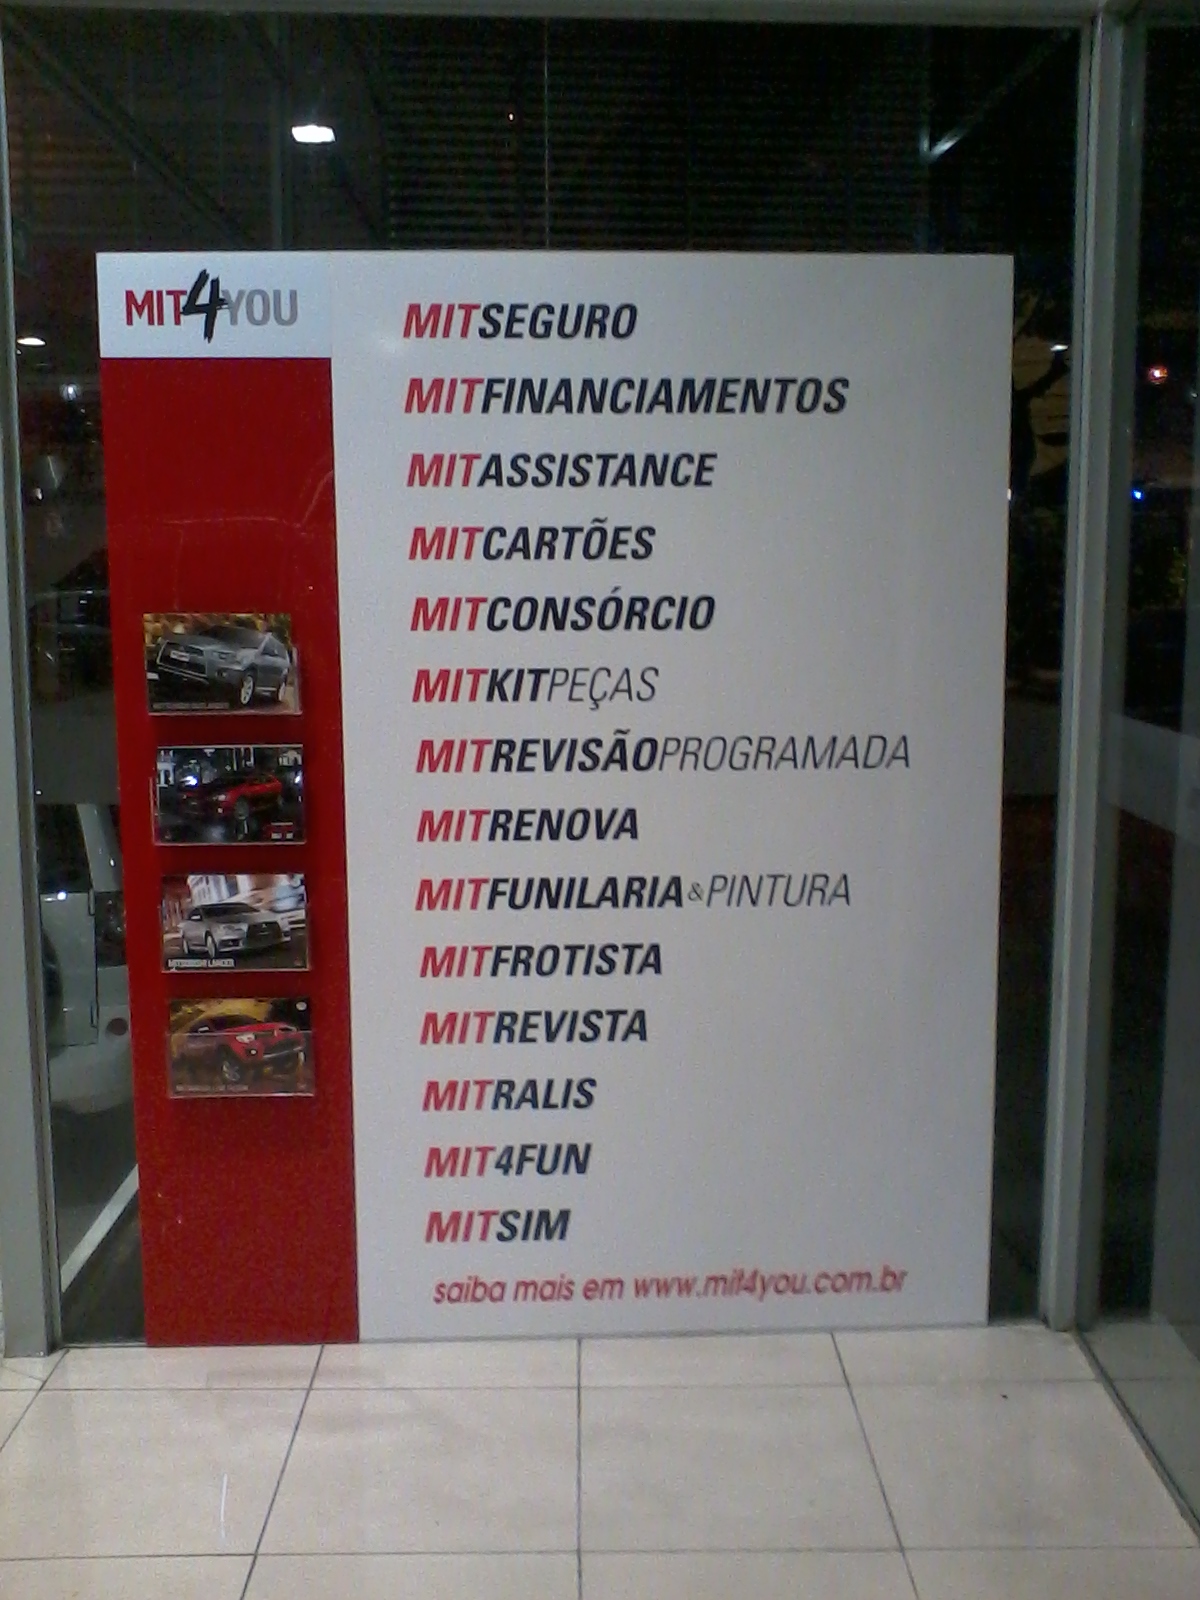 MIT4YOU
MITSEGURO
MITFINANCIAMENTOS
MITASSISTANCE
MITCARTÕES
MITCONSÓRCIO
MITKITPEÇAS
MITREVISÃOPROGRAMADA
MITRENOVA
MITFUNILARIA&PINTURA
MITFROTISTA
MITREVISTA
MITRALIS
MIT4FUN
MITSIM
saiba mais em www.mit4you.com.br